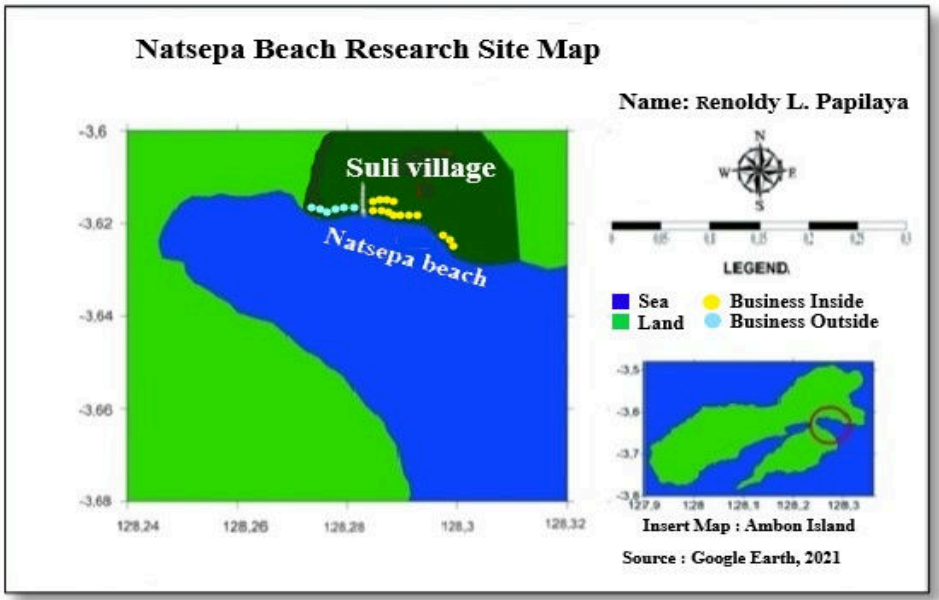 Natsepa Beach Research Site Map
Name: Renoldy L. Papilaya
N
W E
S
0 0,5 0,1 0,15 0,2 0,25 0,3
LEGEND.
Sea Business Inside
Land Business Outside
-3,6
-3,62
-3,64
-3,66
-3,68
128,24 128,26 128,28 128,3 128,32
Suli village
Natsepa beach
-3,5
-3,6
-3,7
-3,8
127,9 128 128,1 128,2 128,3
Insert Map : Ambon Island
Source : Google Earth, 2021